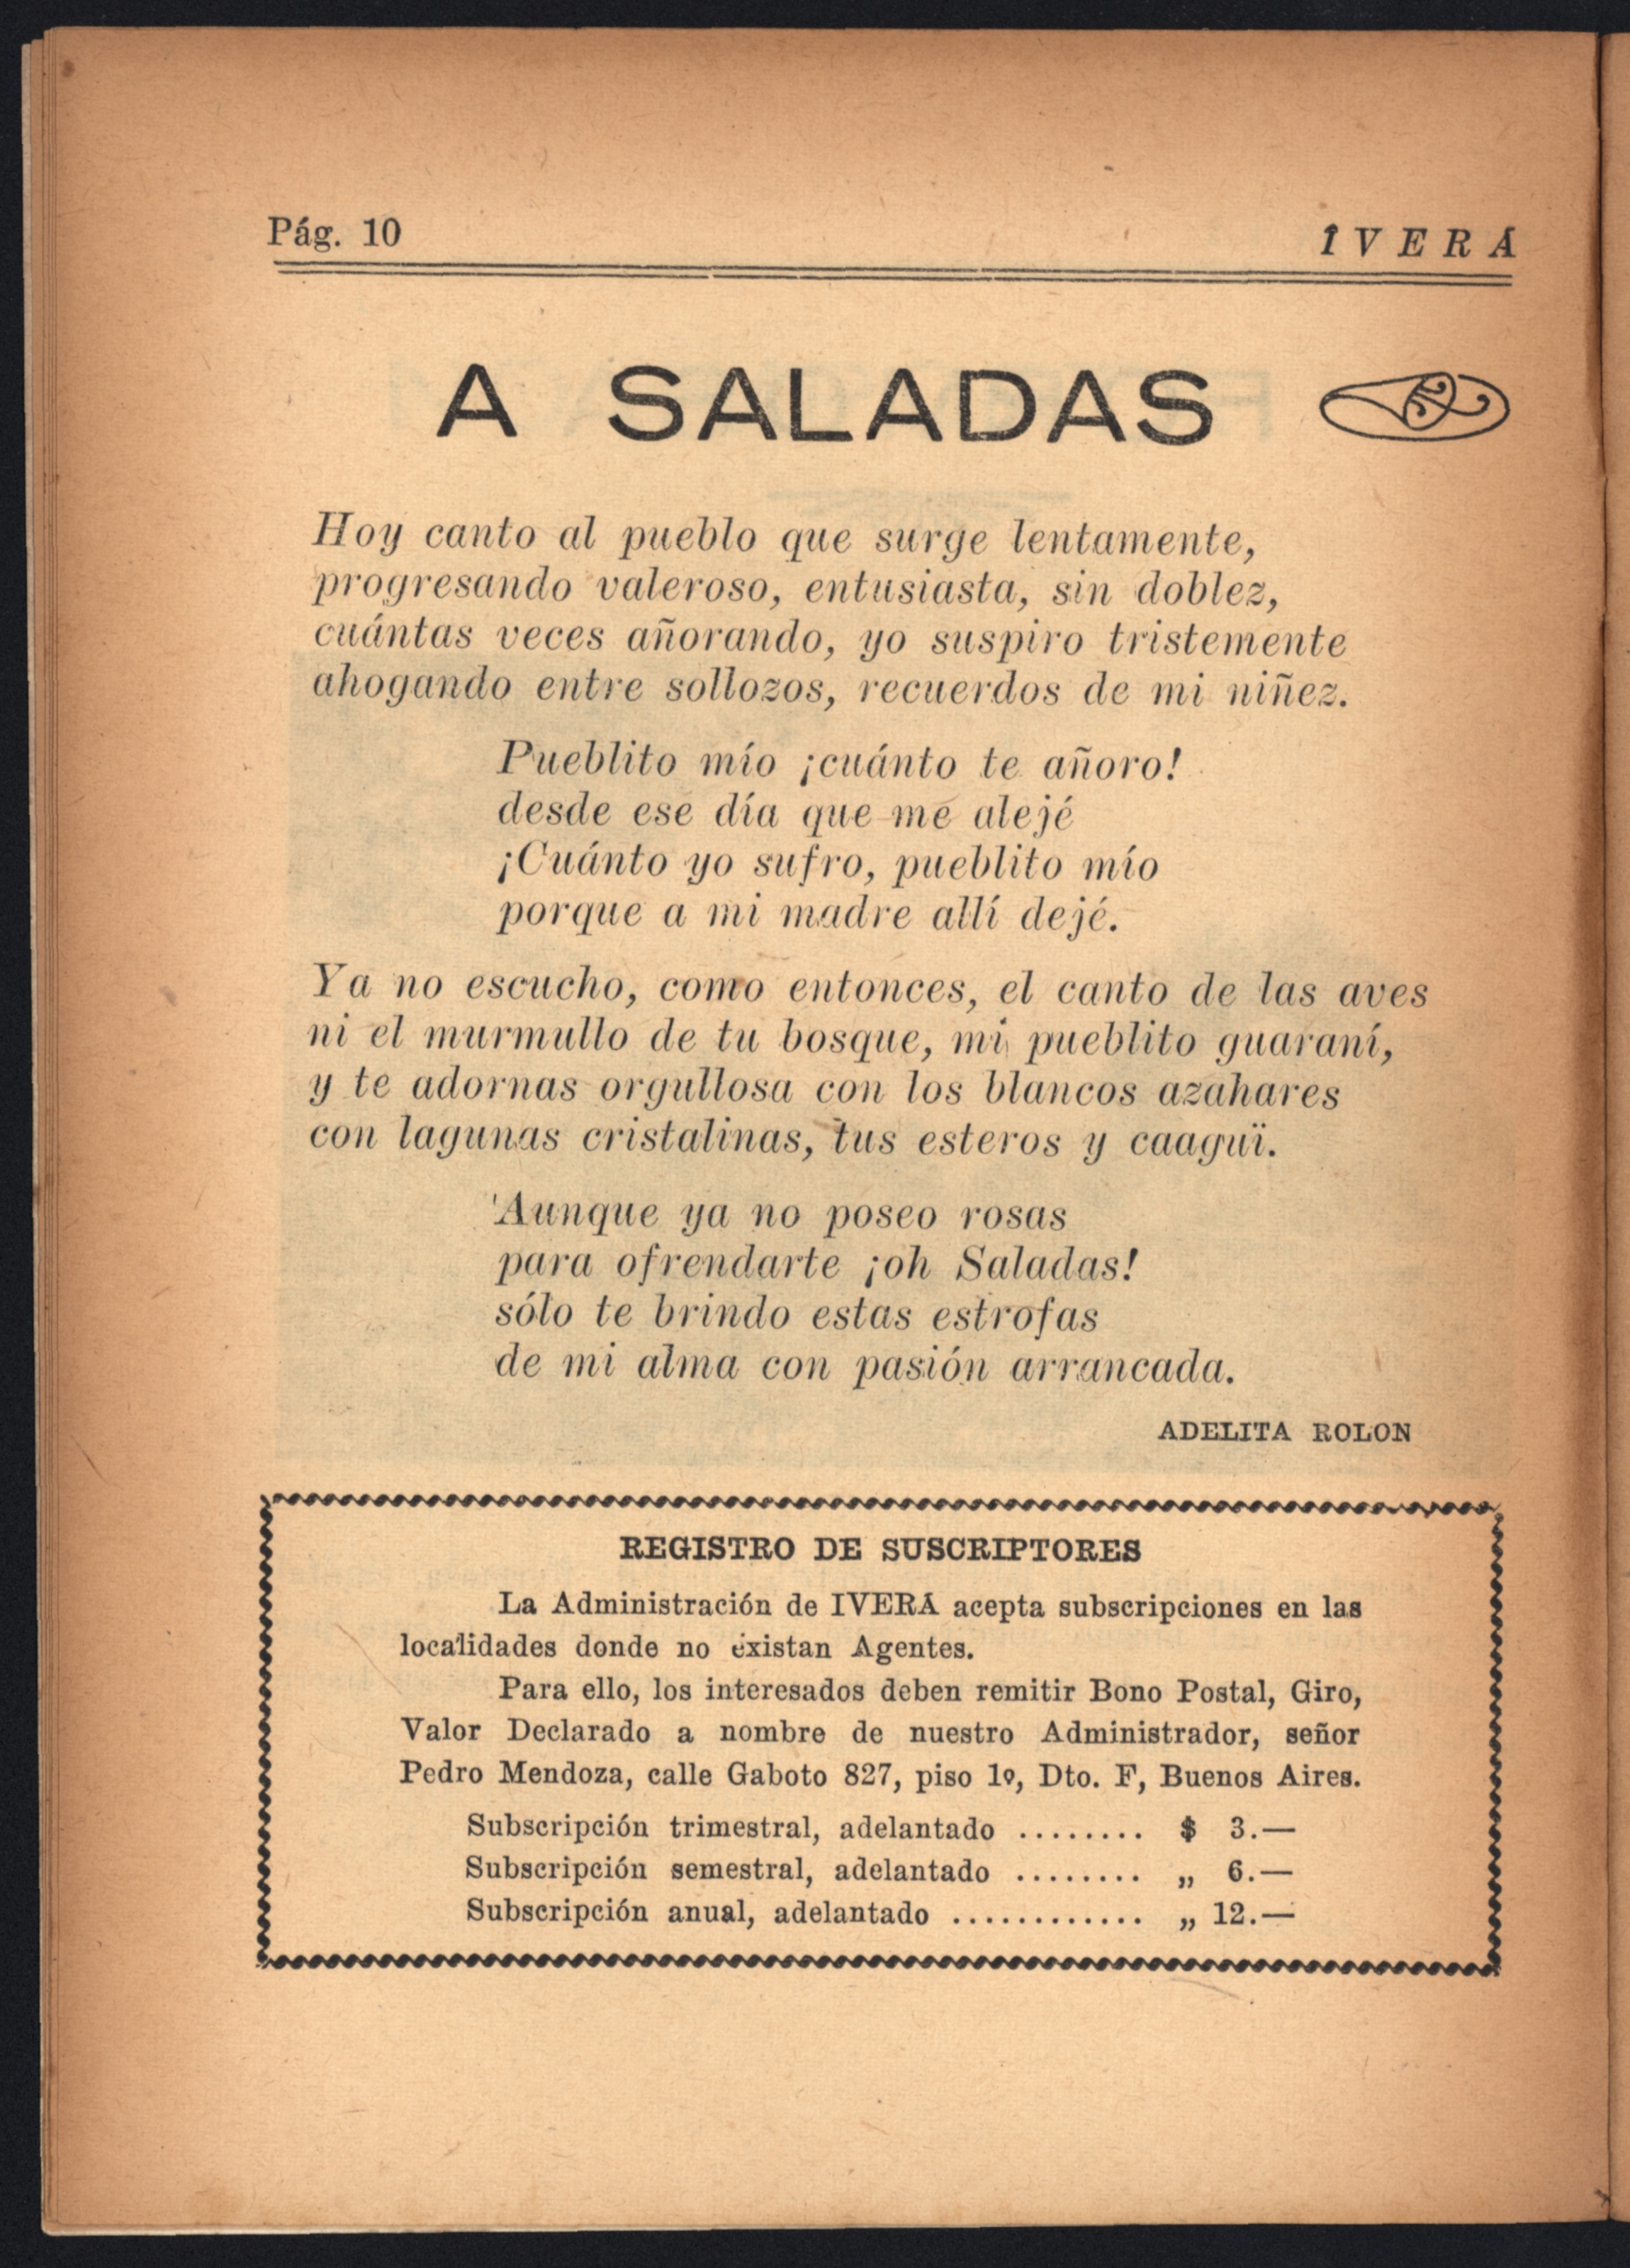 Pág. 10
ÎVERÁ
A SALADAS
Hoy canto al pueblo que surge lentamente,
progresando valeroso, entusiasta, sin doblez,
cuántas veces añorando, yo suspiro tristemente
ahogando entre sollozos, recuerdos de mi niñez.
Pueblito mío ¡cuánto te añoro!
desde ese día que me alejé
¡Cuánto yo sufro, pueblito mío
porque a mi madre allí dejé.
Ya no escucho, como entonces, el canto de las aves
ni el murmullo de tu bosque, mi pueblito guaraní,
y te adornas orgullosa con los blancos azahares
con lagunas cristalinas, tus esteros y caaguï.
Aunque ya no poseo rosas
para ofrendarte ¡oh Saladas!
sólo te brindo estas estrofas
de mi alma con pasión arrancada.
ADELITA ROLON
REGISTRO DE SUSCRIPTORES
La Administración de IVERÁ acepta subscripciones en las
localidades donde no existan Agentes.
Para ello, los interesados deben remitir Bono Postal, Giro,
Valor Declarado a nombre de nuestro Administrador, señor
Pedro Mendoza, calle Gaboto 827, piso 1º, Dto. F, Buenos Aires.
Subscripción trimestral, adelantado ........ $ 3.—
Subscripción semestral, adelantado ........ „ 6.—
Subscripción anual, adelantado ............ „ 12.—